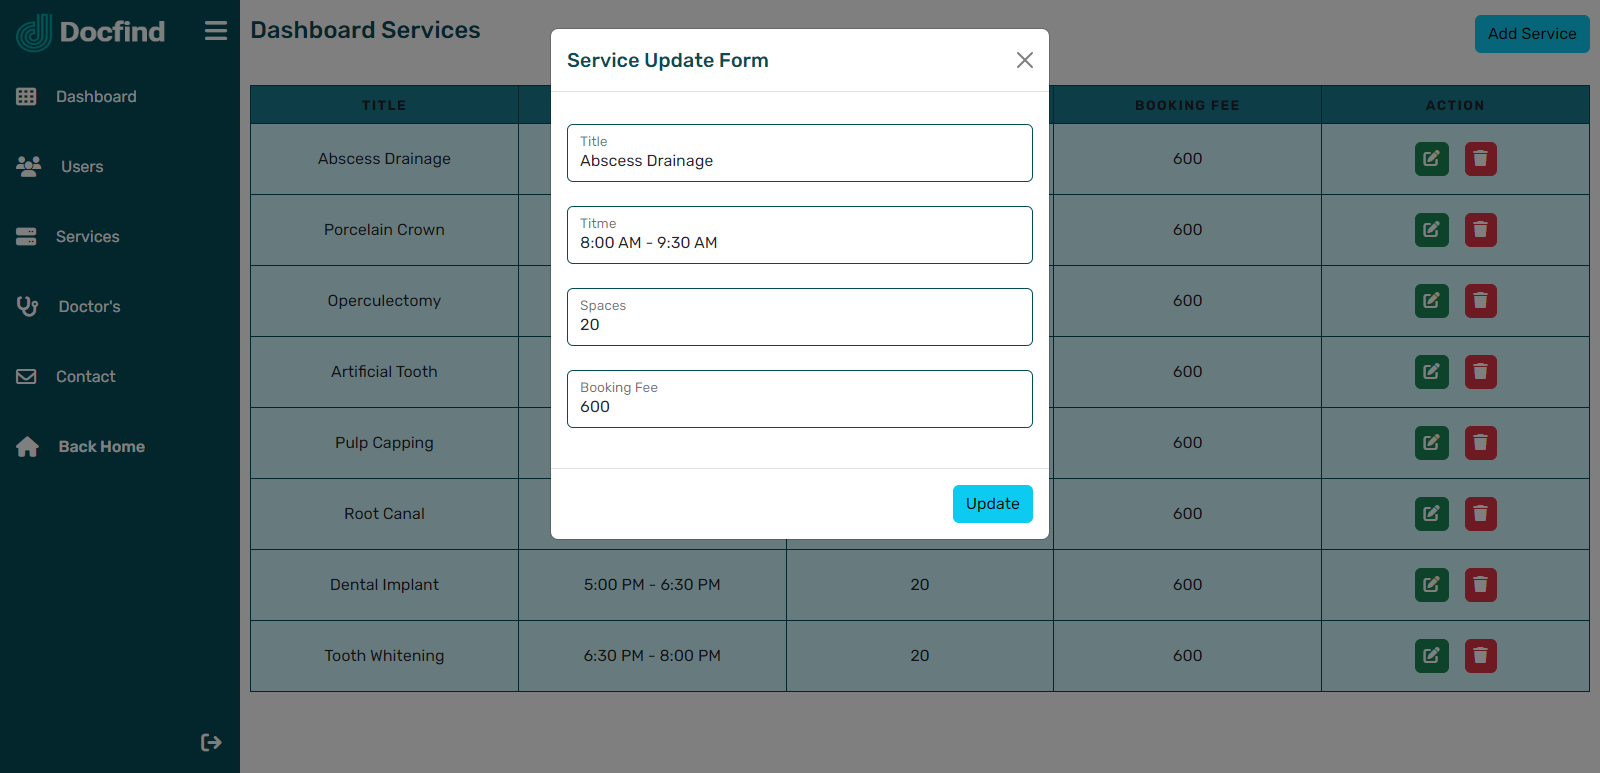 Docfind
Dashboard
Users
Services
Doctor's
Contact
Back Home
Dashboard Services
Add Service
TITLE BOOKING FEE ACTION
Abscess Drainage 600
Porcelain Crown 600
Operculectomy 600
Artificial Tooth 600
Pulp Capping 600
Root Canal 600
Dental Implant 5:00 PM - 6:30 PM 20 600
Tooth Whitening 6:30 PM - 8:00 PM 20 600
Service Update Form
Title
Abscess Drainage
Titme
8:00 AM - 9:30 AM
Spaces
20
Booking Fee
600
Update